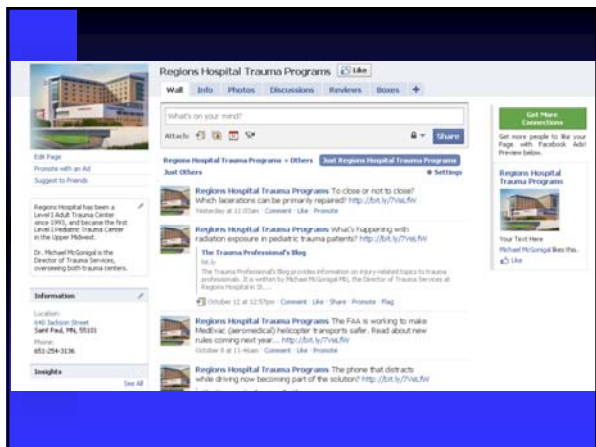 Regions Hospital Trauma Programs Like
Wall Info Photos Discussions Reviews Boxes +
What's on your mind?
Attach: Share
Regions Hospital Trauma Programs + Others Just Regions Hospital Trauma Programs
Just Others Settings
Regions Hospital Trauma Programs To close or not to close?
Which lacerations can be primarily repaired? http://bit.ly/7VeLfW
Yesterday at 11:03am · Comment · Like · Promote
Regions Hospital Trauma Programs What's happening with
radiation exposure in pediatric trauma patients? http://bit.ly/7VeLfW
The Trauma Professional's Blog
bit.ly
The Trauma Professional's Blog provides information on injury-related topics to trauma
professionals. It is written by Michael McGonigal MD, the Director of Trauma Services at
Regions Hospital in St....
October 12 at 12:57pm · Comment · Like · Share · Promote · Flag
Regions Hospital Trauma Programs The FAA is working to make
MedEvac (aeromedical) helicopter transports safer. Read about new
rules coming next year... http://bit.ly/7VeLfW
October 8 at 11:46am · Comment · Like · Promote
Regions Hospital Trauma Programs The phone that distracts
while driving now becoming part of the solution? http://bit.ly/7VeLfW
Edit Page
Promote with an Ad
Suggest to Friends
Regions Hospital has been a
Level I Adult Trauma Center
since 1993, and became the first
Level I Pediatric Trauma Center
in the Upper Midwest.
Dr. Michael McGonigal is the
Director of Trauma Services,
overseeing both trauma centers.
Information
Location:
640 Jackson Street
Saint Paul, MN, 55101
Phone:
651-254-3136
Insights
See All
Get More
Connections
Get more people to like your
Page with Facebook Ads!
Preview below.
Regions Hospital
Trauma Programs
Your Text Here
Michael McGonigal likes this.
Like